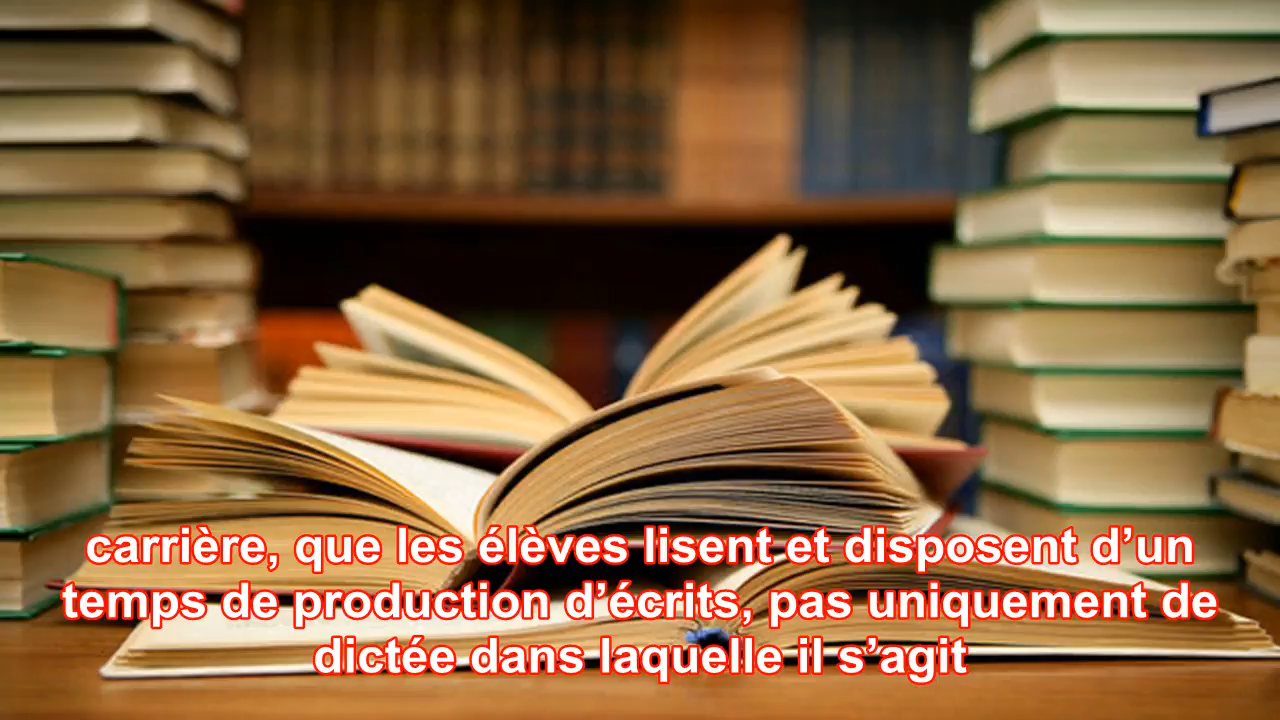 carrière, que les élèves lisent et disposent d’un
temps de production d’écrits, pas uniquement de
dictée dans laquelle il s’agit